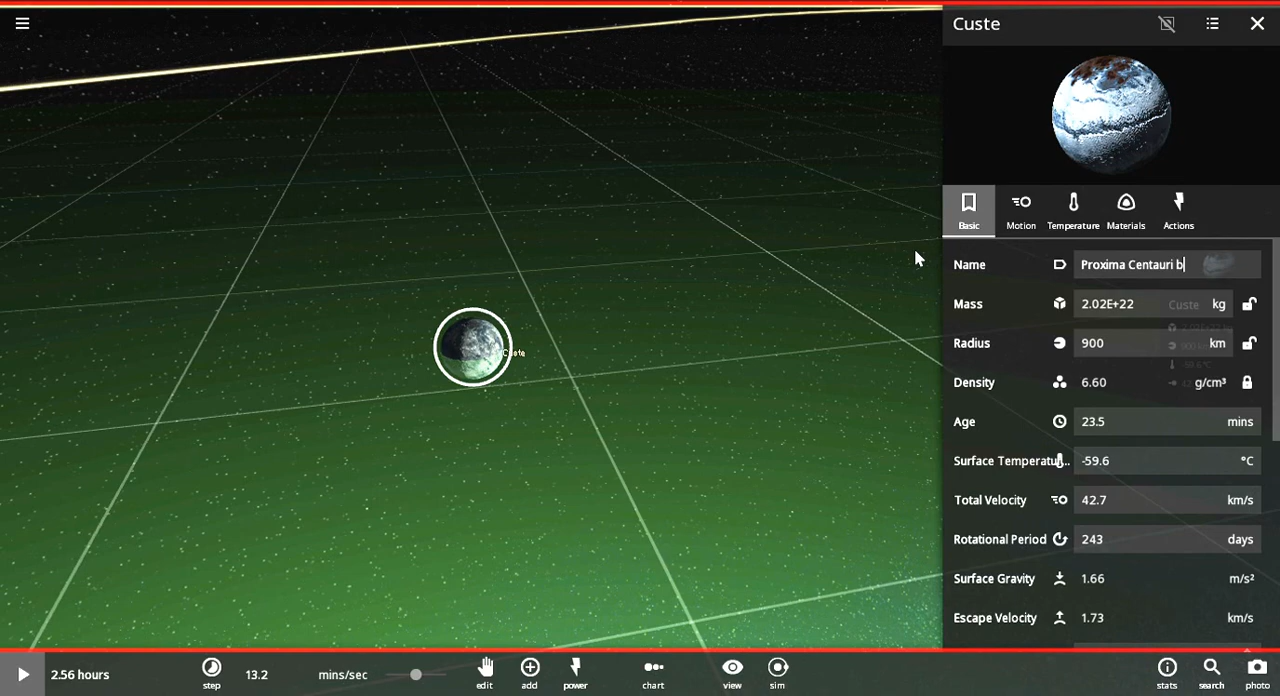 Custe
Basic
Motion
Temperature
Materials
Actions
Name Proxima Centauri b
Mass 2.02E+22 kg
Custe
Radius 900 km
Density 6.60 g/cm³
Age 23.5 mins
Surface Temperatu... -59.6 °C
Total Velocity 42.7 km/s
Rotational Period 243 days
Surface Gravity 1.66 m/s²
Escape Velocity 1.73 km/s
2.56 hours
step
13.2 mins/sec
edit
add
power
chart
view
sim
stats
search
photo